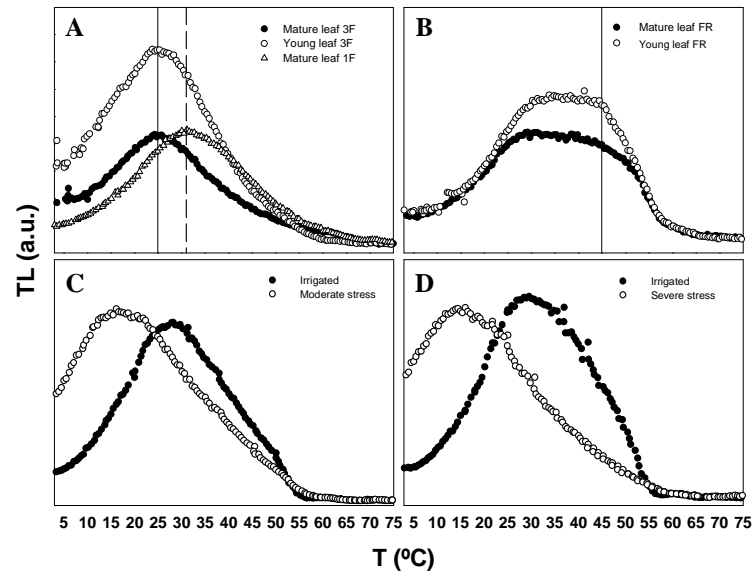 A
Mature leaf 3F
Young leaf 3F
Mature leaf 1F
B
Mature leaf FR
Young leaf FR
C
Irrigated
Moderate stress
D
Irrigated
Severe stress
TL (a.u.)
5 10 15 20 25 30 35 40 45 50 55 60 65 70 75
5 10 15 20 25 30 35 40 45 50 55 60 65 70 75
T (ºC)